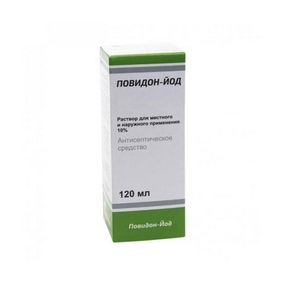 ПОВИДОН-ЙОД
Раствор для местного
и наружного применения
10%
Антисептическое
средство
120 мл
Повидон-Йод